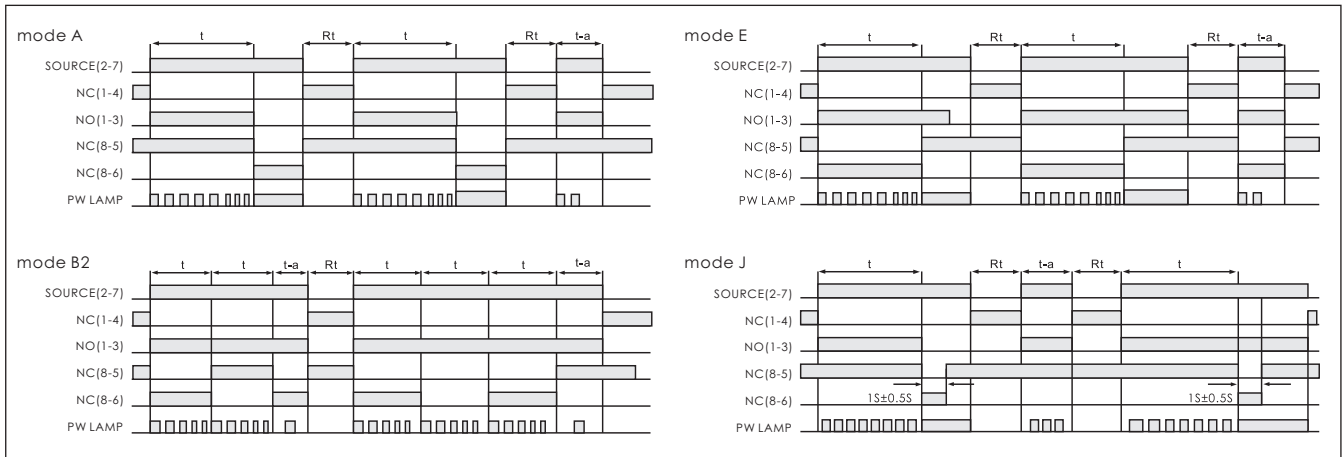 mode A
t Rt t Rt t-a
SOURCE(2-7)
NC(1-4)
NO(1-3)
NC(8-5)
NC(8-6)
PW LAMP
mode E
t Rt t Rt t-a
SOURCE(2-7)
NC(1-4)
NO(1-3)
NC(8-5)
NC(8-6)
PW LAMP
mode B2
t t t-a Rt t t t t-a
SOURCE(2-7)
NC(1-4)
NO(1-3)
NC(8-5)
NC(8-6)
PW LAMP
mode J
t Rt t-a Rt t
SOURCE(2-7)
NC(1-4)
NO(1-3)
NC(8-5)
NC(8-6) 1S±0.5S 1S±0.5S
PW LAMP